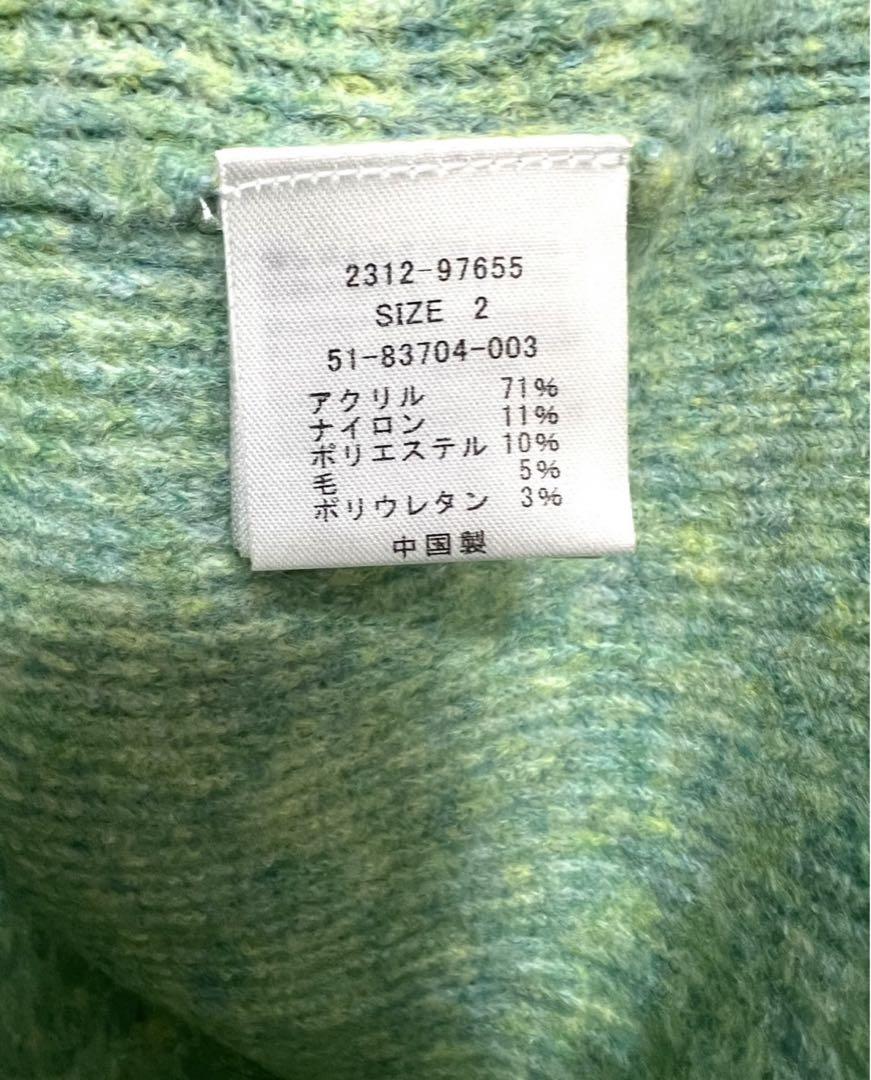 2312-97655
SIZE 2
51-83704-003
アクリル 71%
ナイロン 11%
ポリエステル 10%
毛 5%
ポリウレタン 3%
中国製